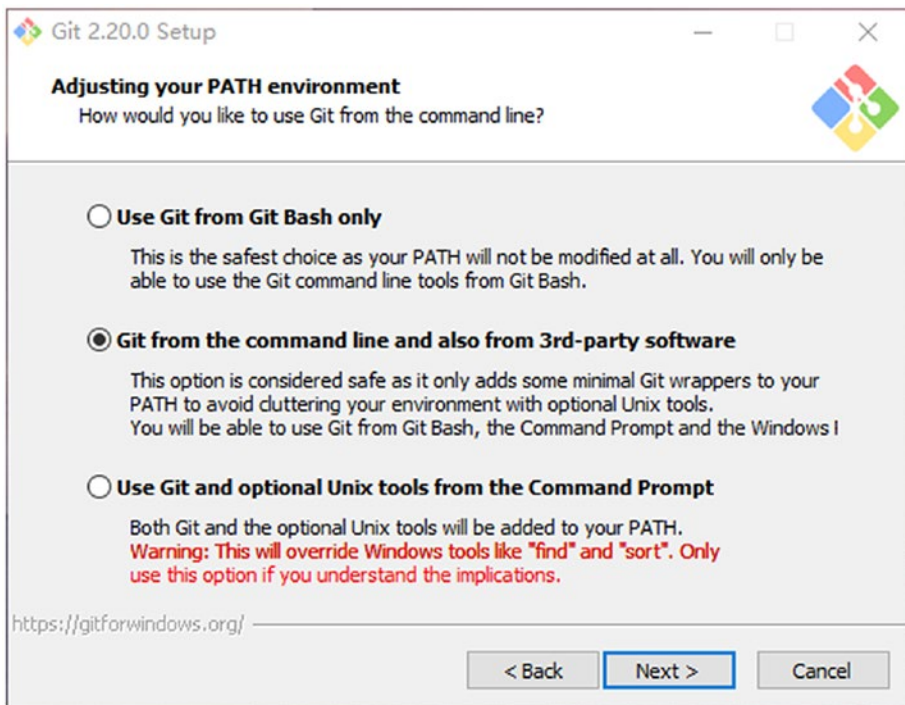 Git 2.20.0 Setup
Adjusting your PATH environment
How would you like to use Git from the command line?
Use Git from Git Bash only
This is the safest choice as your PATH will not be modified at all. You will only be
able to use the Git command line tools from Git Bash.
Git from the command line and also from 3rd-party software
This option is considered safe as it only adds some minimal Git wrappers to your
PATH to avoid cluttering your environment with optional Unix tools.
You will be able to use Git from Git Bash, the Command Prompt and the Windows
Use Git and optional Unix tools from the Command Prompt
Both Git and the optional Unix tools will be added to your PATH.
Warning: This will override Windows tools like "find" and "sort". Only
use this option if you understand the implications.
https://gitforwindows.org/
< Back Next > Cancel